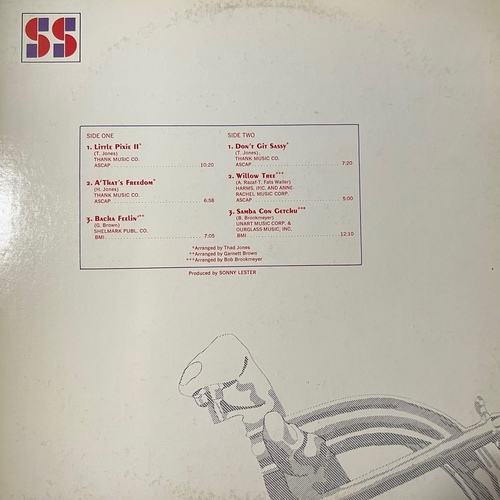 SS
SIDE ONE
1. Little Pixie II*
(T. Jones)
THANK MUSIC CO.
ASCAP 10:20
2. A'That's Freedom*
(H. Jones)
THANK MUSIC CO.
ASCAP 6:58
3. Bacha Feelin'**
(G. Brown)
SHELMARK PUBL. CO.
BMI 7:05
SIDE TWO
1. Don't Git Sassy*
(T. Jones)
THANK MUSIC CO.
ASCAP 7:20
2. Willow Tree***
(A. Razaf-T. Fats Waller)
HARMS, INC. AND ANNE-
RACHEL MUSIC CORP.
ASCAP 5:00
3. Samba Con Getchu***
(B. Brookmeyer)
UNART MUSIC CORP. &
OURGLASS MUSIC, INC.
BMI 12:10
*Arranged by Thad Jones
**Arranged by Garnett Brown
***Arranged by Bob Brookmeyer
Produced by SONNY LESTER